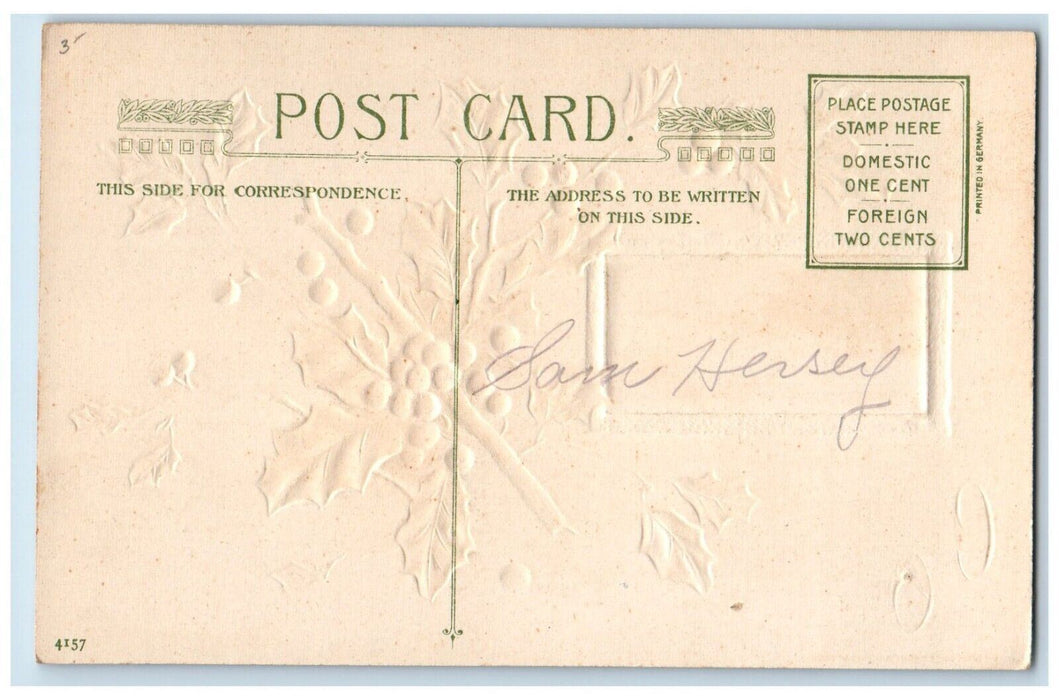 3
POST CARD.
THIS SIDE FOR CORRESPONDENCE.
THE ADDRESS TO BE WRITTEN
ON THIS SIDE.
PLACE POSTAGE
STAMP HERE
DOMESTIC
ONE CENT
FOREIGN
TWO CENTS
PRINTED IN GERMANY.
Sam Hersey
4157